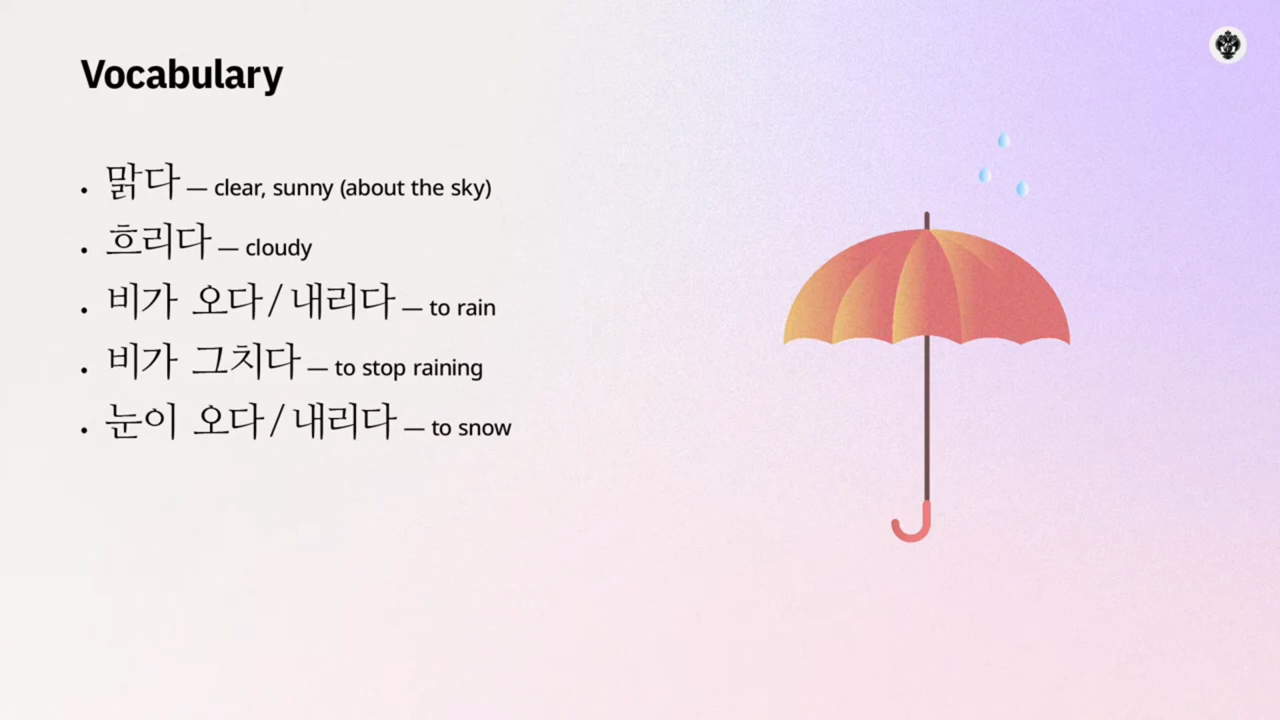 Vocabulary
• 맑다 — clear, sunny (about the sky)
• 흐리다 — cloudy
• 비가 오다/내리다 — to rain
• 비가 그치다 — to stop raining
• 눈이 오다/내리다 — to snow